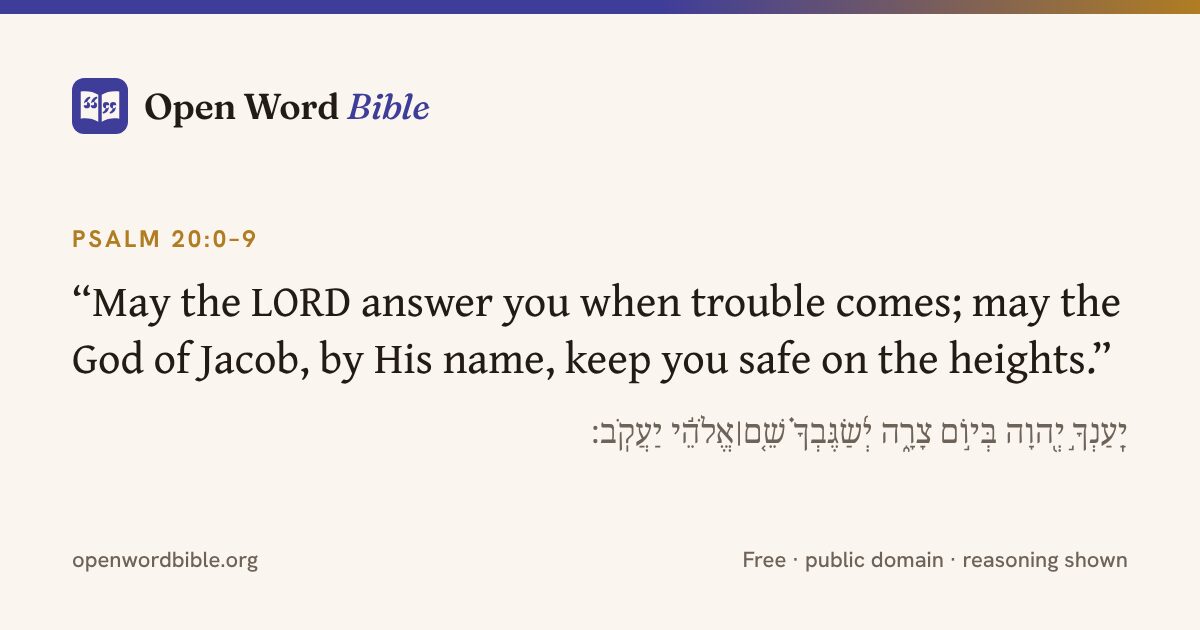 Open Word Bible
PSALM 20:0–9
“May the LORD answer you when trouble comes; may the
God of Jacob, by His name, keep you safe on the heights.”
יַֽעַנְךָ֣ יְ֭הוָה בְּי֣וֹם צָרָ֑ה יְ֝שַׂגֶּבְךָ֗ שֵׁ֤ם׀אֱלֹהֵ֬י יַעֲקֹֽב׃
openwordbible.org
Free · public domain · reasoning shown